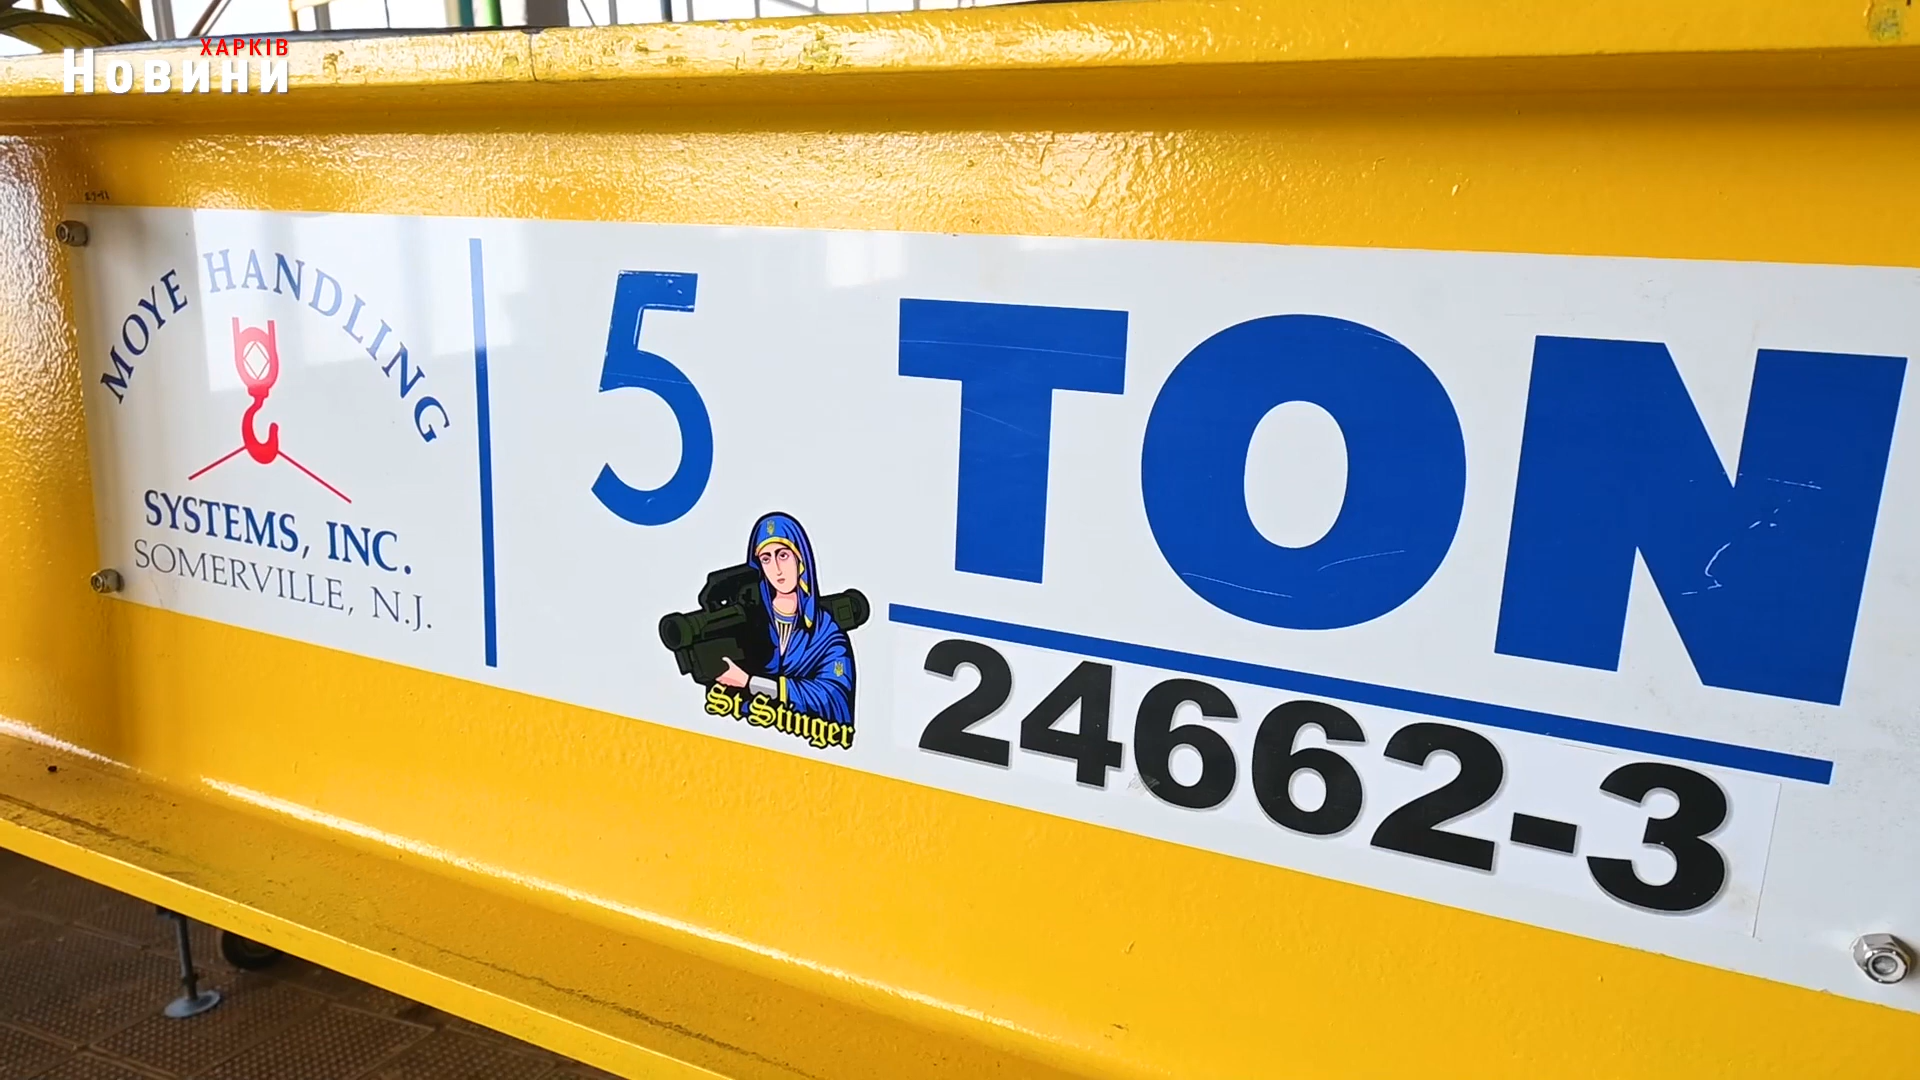 ХАРКІВ
Новини
MOYE HANDLING
SYSTEMS, INC.
SOMERVILLE, N.J.
5 TON
St Stinger
24662-3